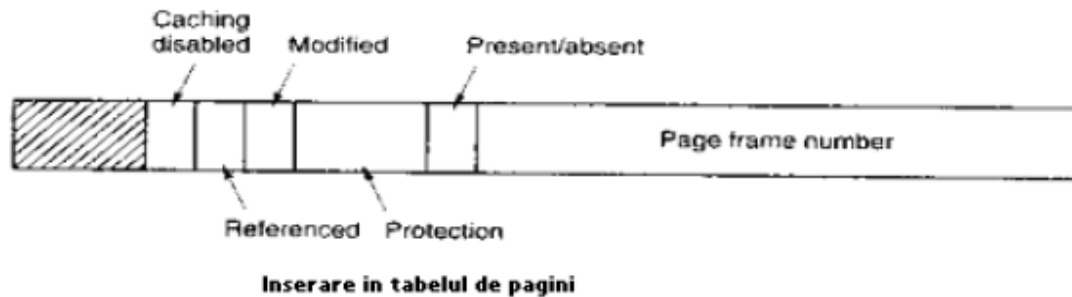 Caching
disabled
Modified
Present/absent
Page frame number
Referenced
Protection
Inserare in tabelul de pagini